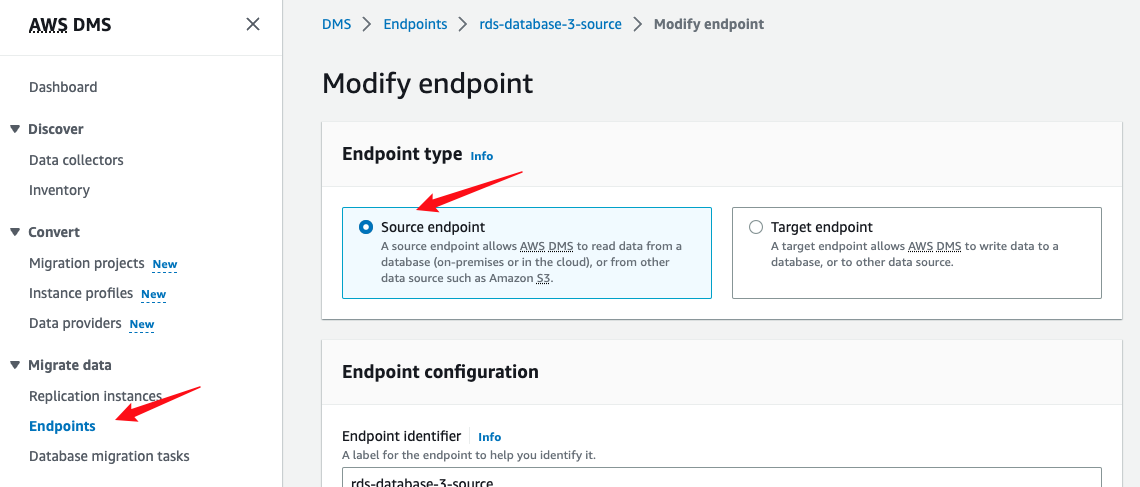 AWS DMS
Dashboard
Discover
Data collectors
Inventory
Convert
Migration projects New
Instance profiles New
Data providers New
Migrate data
Replication instances
Endpoints
Database migration tasks
DMS > Endpoints > rds-database-3-source > Modify endpoint
Modify endpoint
Endpoint type Info
Source endpoint
A source endpoint allows AWS DMS to read data from a
database (on-premises or in the cloud), or from other
data source such as Amazon S3.
Target endpoint
A target endpoint allows AWS DMS to write data to a
database, or to other data source.
Endpoint configuration
Endpoint identifier Info
A label for the endpoint to help you identify it.
rds-database-3-source